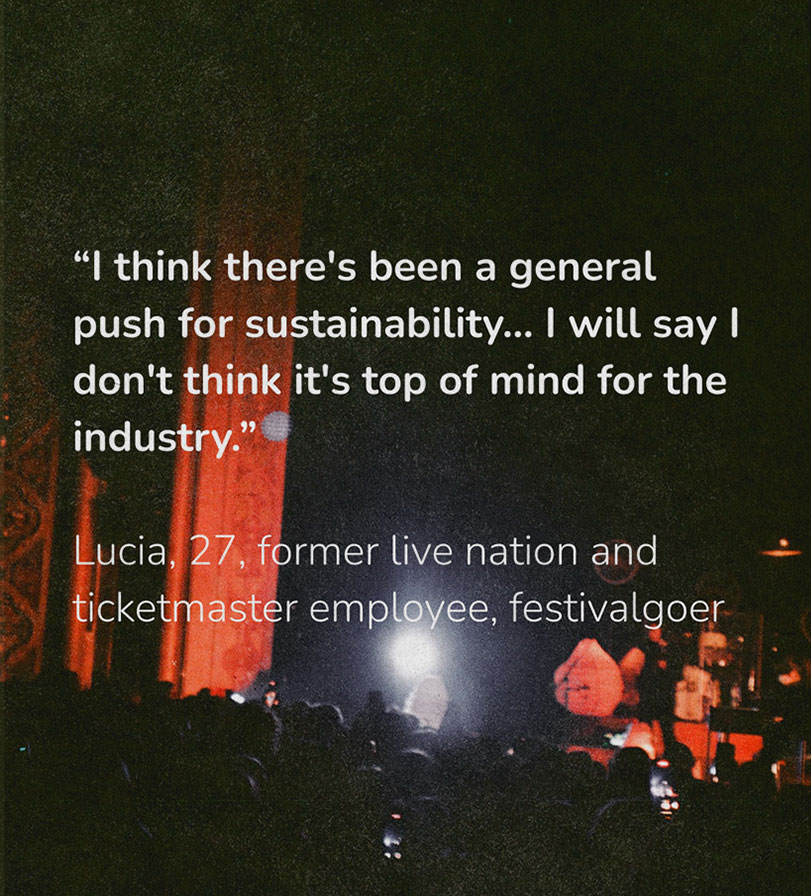 “I think there's been a general
push for sustainability... I will say I
don't think it's top of mind for the
industry.”
Lucia, 27, former live nation and
ticketmaster employee, festivalgoer